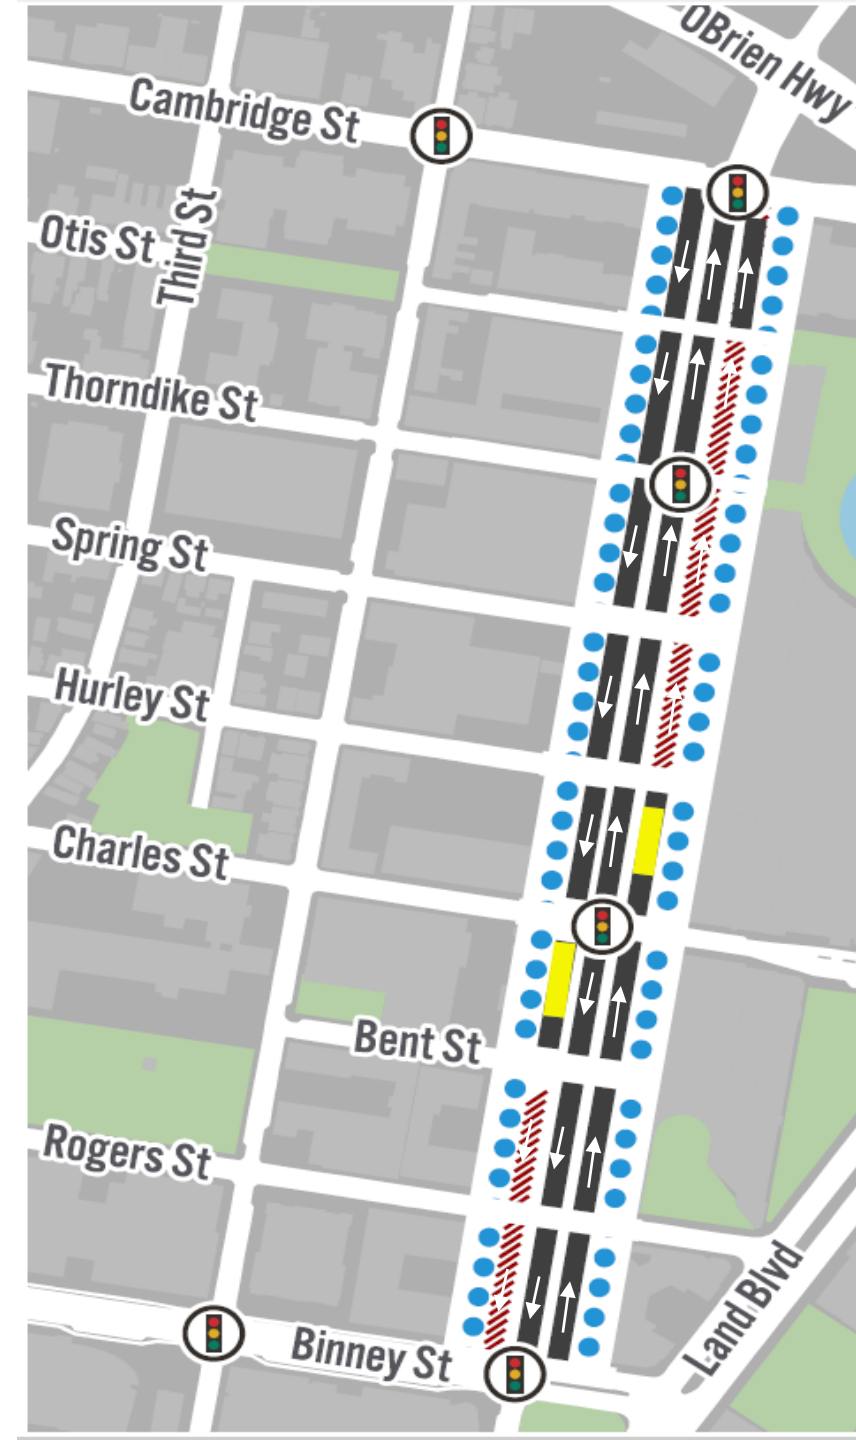 OBrien Hwy
Cambridge St
Third St
Otis St
Thorndike St
Spring St
Hurley St
Charles St
Bent St
Rogers St
Land Blvd
Binney St